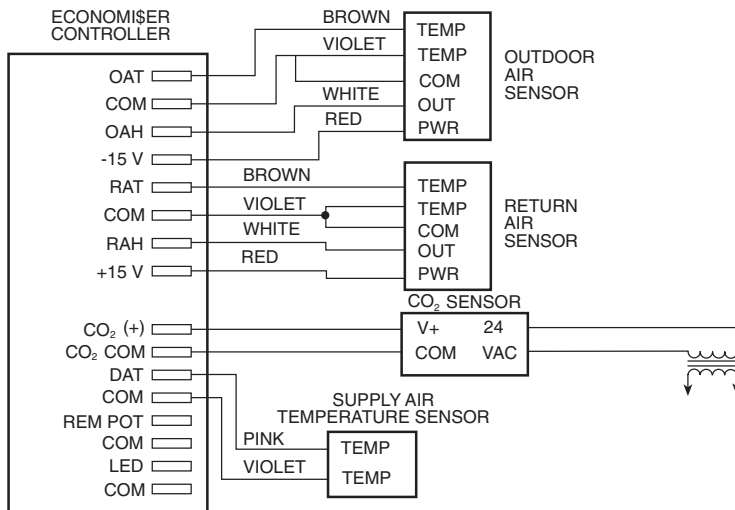 ECONOMI$ER
CONTROLLER
OAT
COM
OAH
-15 V
RAT
COM
RAH
+15 V
CO₂ (+)
CO₂ COM
DAT
COM
REM POT
COM
LED
COM
BROWN
VIOLET
WHITE
RED
TEMP
TEMP
COM
OUT
PWR
OUTDOOR
AIR
SENSOR
BROWN
VIOLET
WHITE
RED
TEMP
TEMP
COM
OUT
PWR
RETURN
AIR
SENSOR
CO₂ SENSOR
V+ 24
COM VAC
SUPPLY AIR
TEMPERATURE SENSOR
PINK
VIOLET
TEMP
TEMP